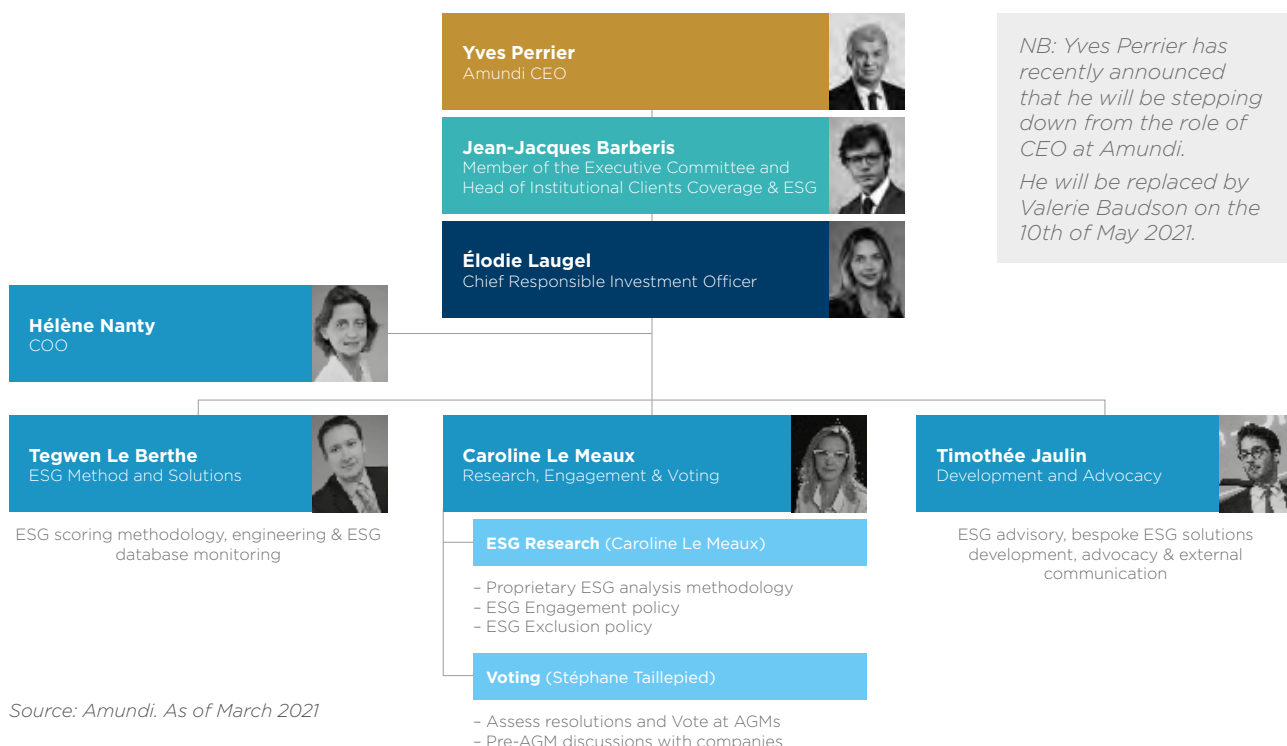 Yves Perrier
Amundi CEO
NB: Yves Perrier has
recently announced
that he will be stepping
down from the role of
CEO at Amundi.
He will be replaced by
Valerie Baudson on the
10th of May 2021.
Jean-Jacques Barberis
Member of the Executive Committee and
Head of Institutional Clients Coverage & ESG
Élodie Laugel
Chief Responsible Investment Officer
Hélène Nanty
COO
Tegwen Le Berthe
ESG Method and Solutions
ESG scoring methodology, engineering & ESG
database monitoring
Caroline Le Meaux
Research, Engagement & Voting
ESG Research (Caroline Le Meaux)
– Proprietary ESG analysis methodology
– ESG Engagement policy
– ESG Exclusion policy
Voting (Stéphane Taillepied)
– Assess resolutions and Vote at AGMs
– Pre-AGM discussions with companies
Timothée Jaulin
Development and Advocacy
ESG advisory, bespoke ESG solutions
development, advocacy & external
communication
Source: Amundi. As of March 2021